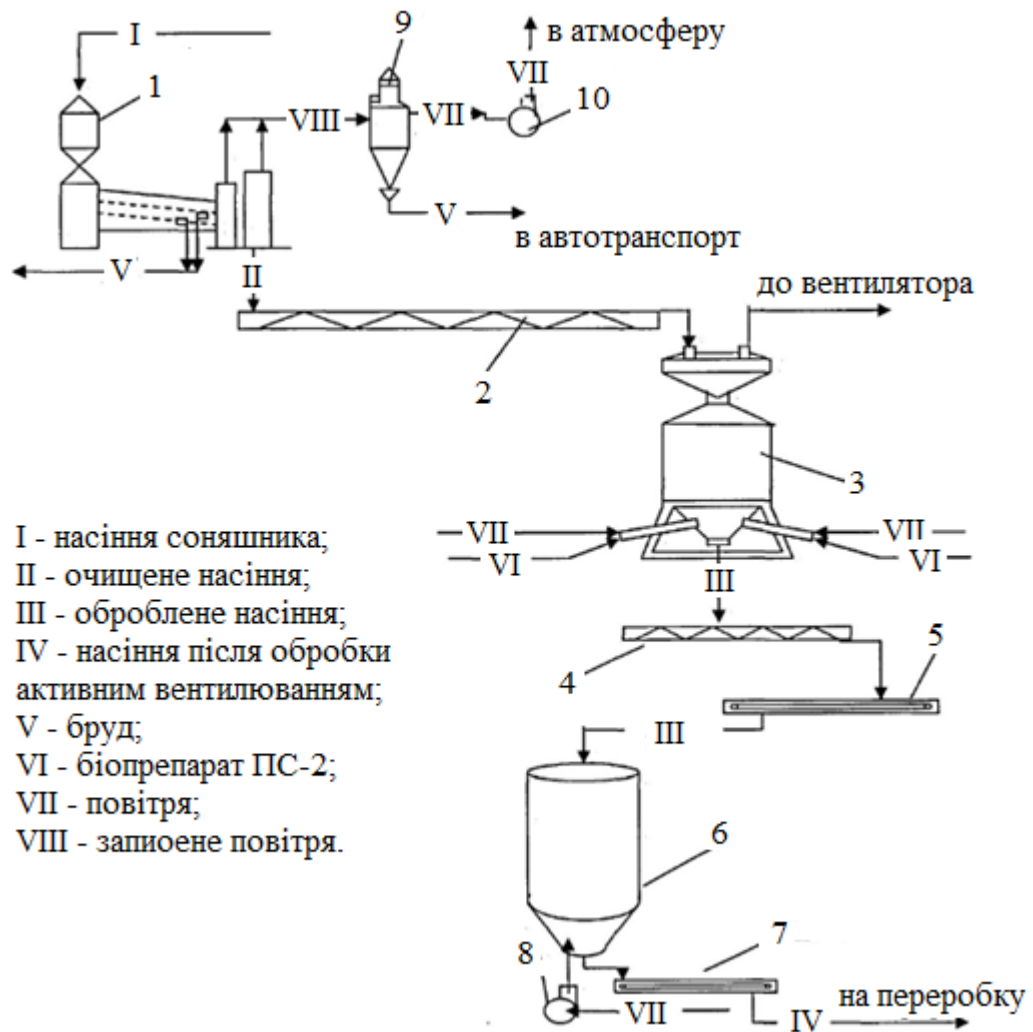 I
1
9
в атмосферу
VII
10
VIII
VII
V
в автотранспорт
V
II
до вентилятора
2
3
VII
VI
VII
VI
III
I - насіння соняшника;
II - очищене насіння;
III - оброблене насіння;
IV - насіння після обробки
активним вентилюванням;
V - бруд;
VI - біопрепарат ПС-2;
VII - повітря;
VIII - запиоене повітря.
4
5
III
6
7
8
VII
IV
на переробку